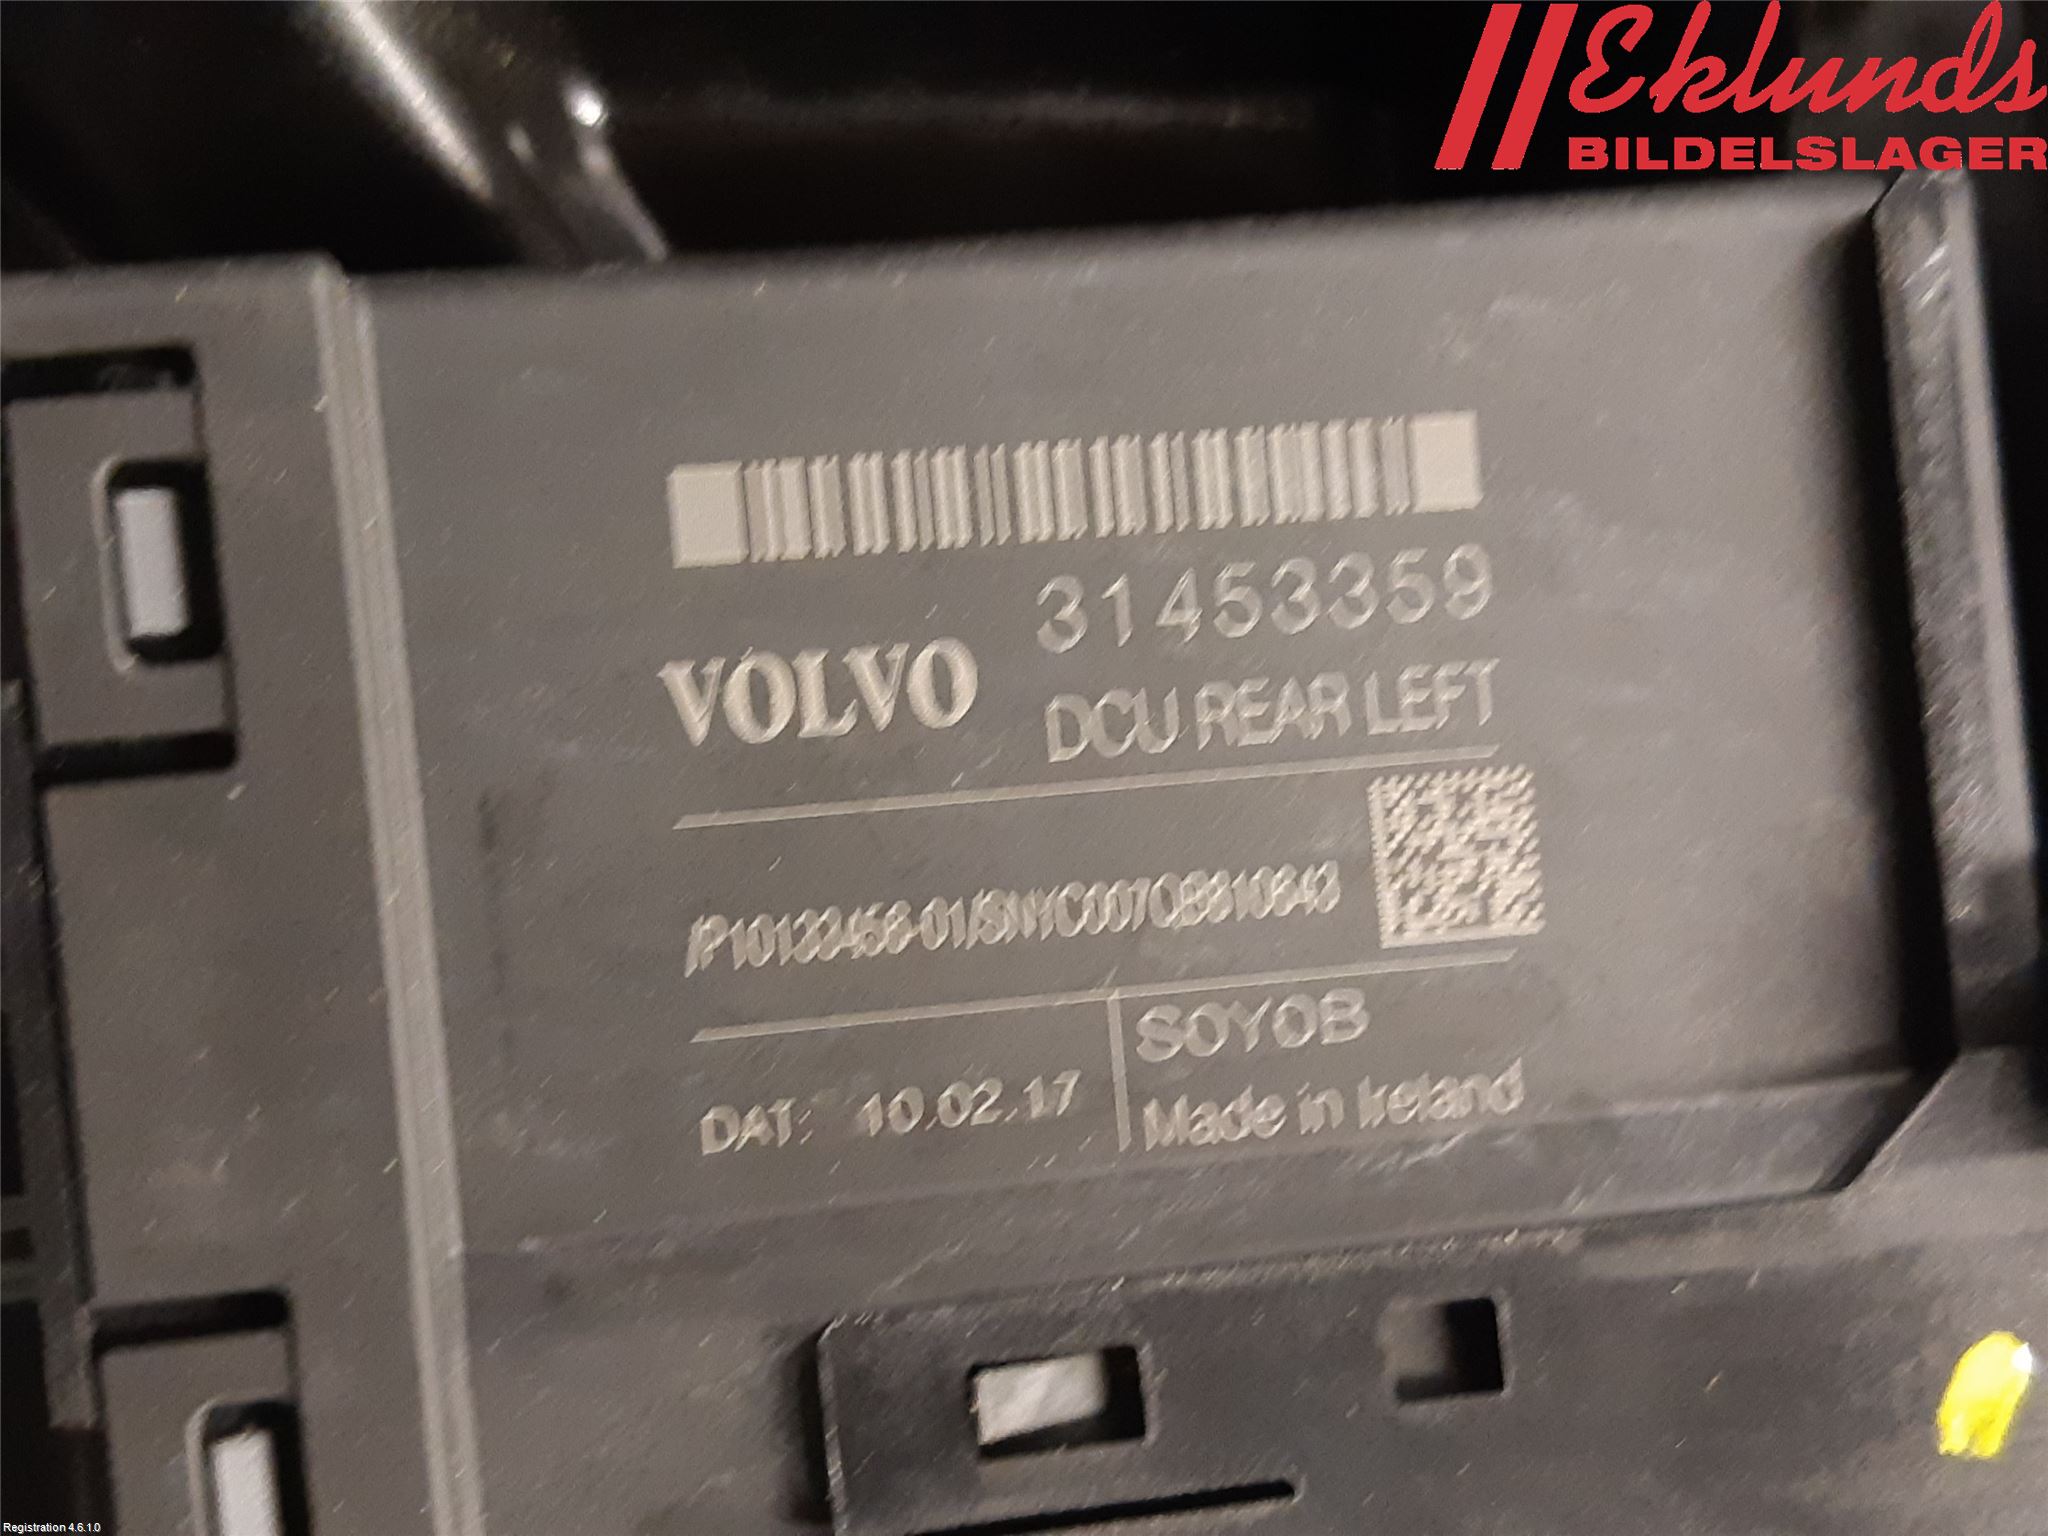 Eklunds
BILDELSLAGER
31453359
VOLVO
DCU REAR LEFT
DAT: 10.02.17
SOYOB
Made in Ireland
Registration 4.6.1.0